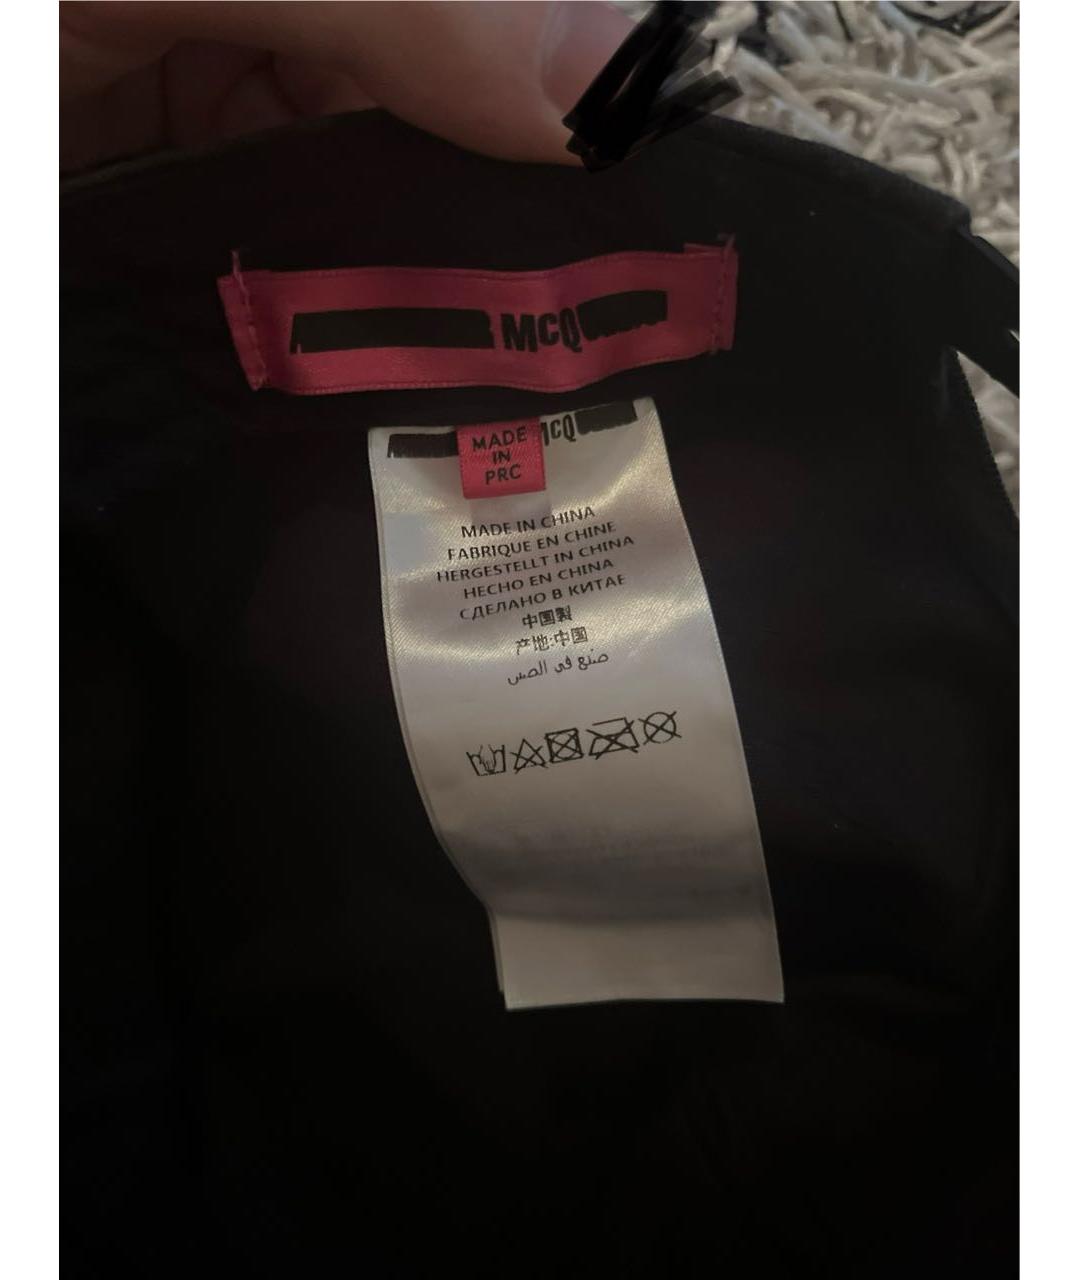 MCQ
MCQ
MADE
IN
PRC
MADE IN CHINA
FABRIQUE EN CHINE
HERGESTELLT IN CHINA
HECHO EN CHINA
СДЕЛАНО В КИТАЕ
中国製
产地:中国
صنع في الصين